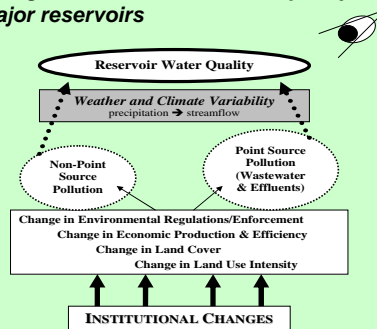 ajor reservoirs
Reservoir Water Quality
Weather and Climate Variability
precipitation ➔ streamflow
Non-Point
Source
Pollution
Point Source
Pollution
(Wastewater
& Effluents)
Change in Environmental Regulations/Enforcement
Change in Economic Production & Efficiency
Change in Land Cover
Change in Land Use Intensity
INSTITUTIONAL CHANGES